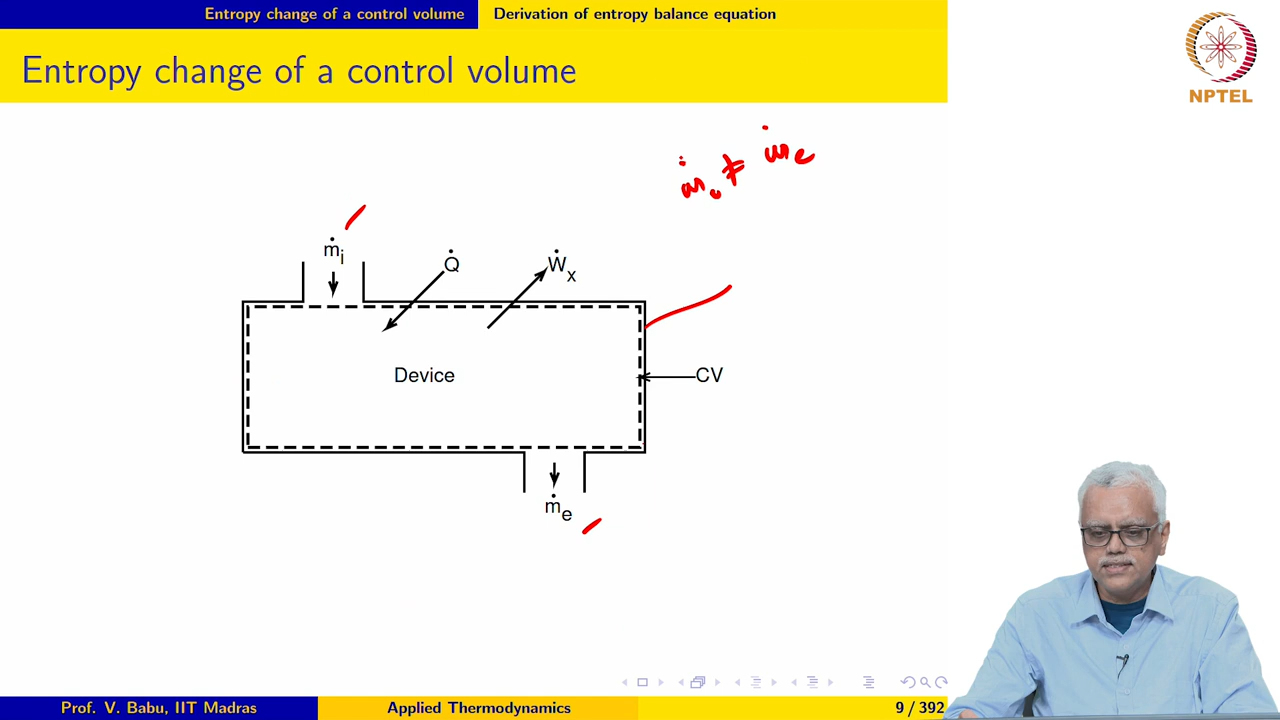 Entropy change of a control volume Derivation of entropy balance equation
Entropy change of a control volume
NPTEL
ṁᵢ ≠ ṁₑ
ṁᵢ
Q̇
Ẇₓ
Device
CV
ṁₑ
Prof. V. Babu, IIT Madras Applied Thermodynamics 9 / 392